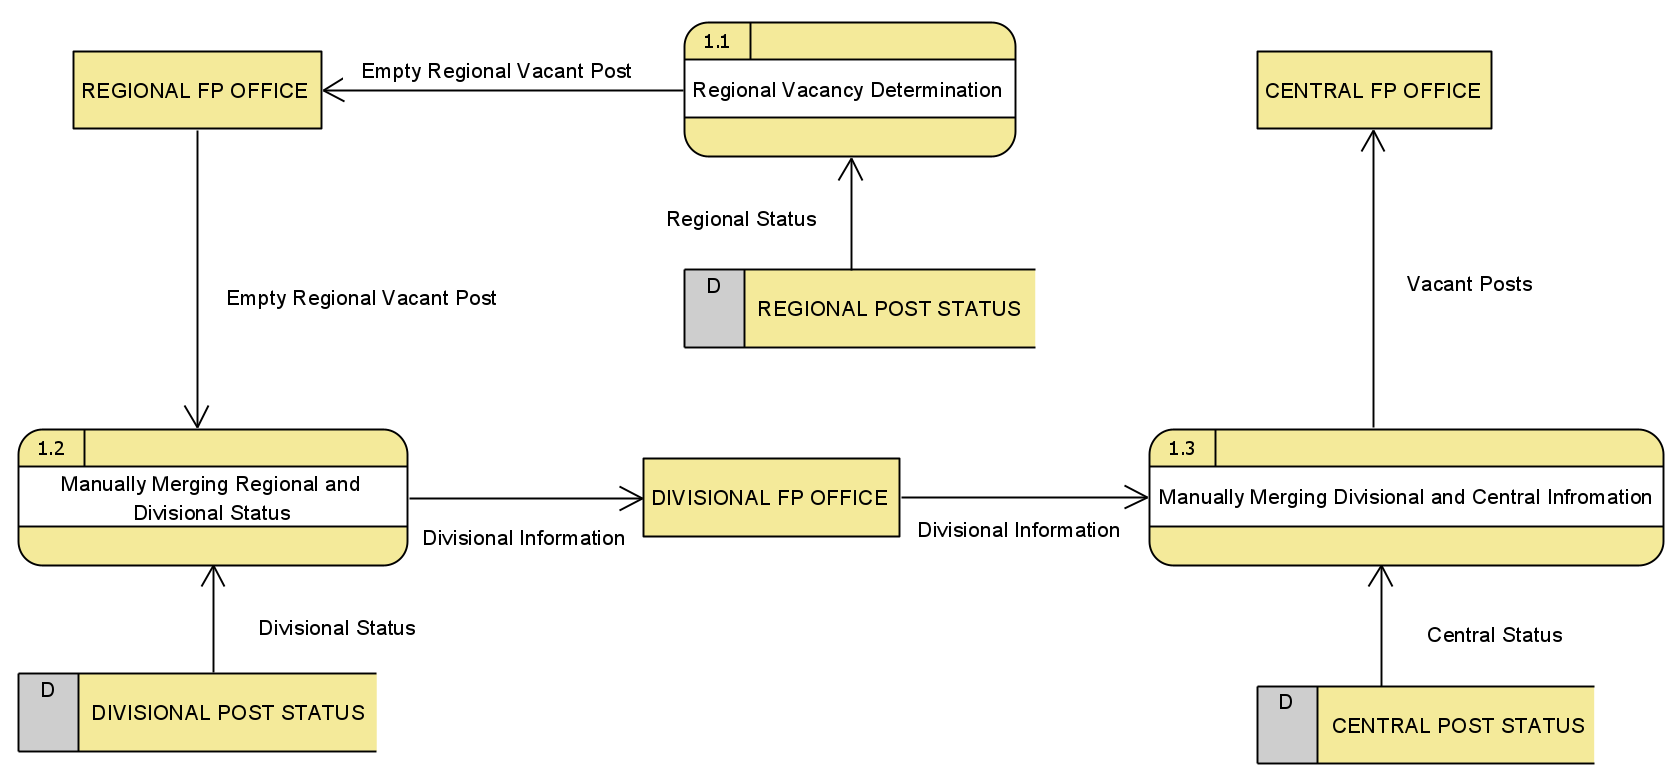 1.1
REGIONAL FP OFFICE
Empty Regional Vacant Post
Regional Vacancy Determination
CENTRAL FP OFFICE
Regional Status
D
REGIONAL POST STATUS
Empty Regional Vacant Post
Vacant Posts
1.2
Manually Merging Regional and
Divisional Status
Divisional Information
DIVISIONAL FP OFFICE
Divisional Information
1.3
Manually Merging Divisional and Central Infromation
Divisional Status
Central Status
D
DIVISIONAL POST STATUS
D
CENTRAL POST STATUS